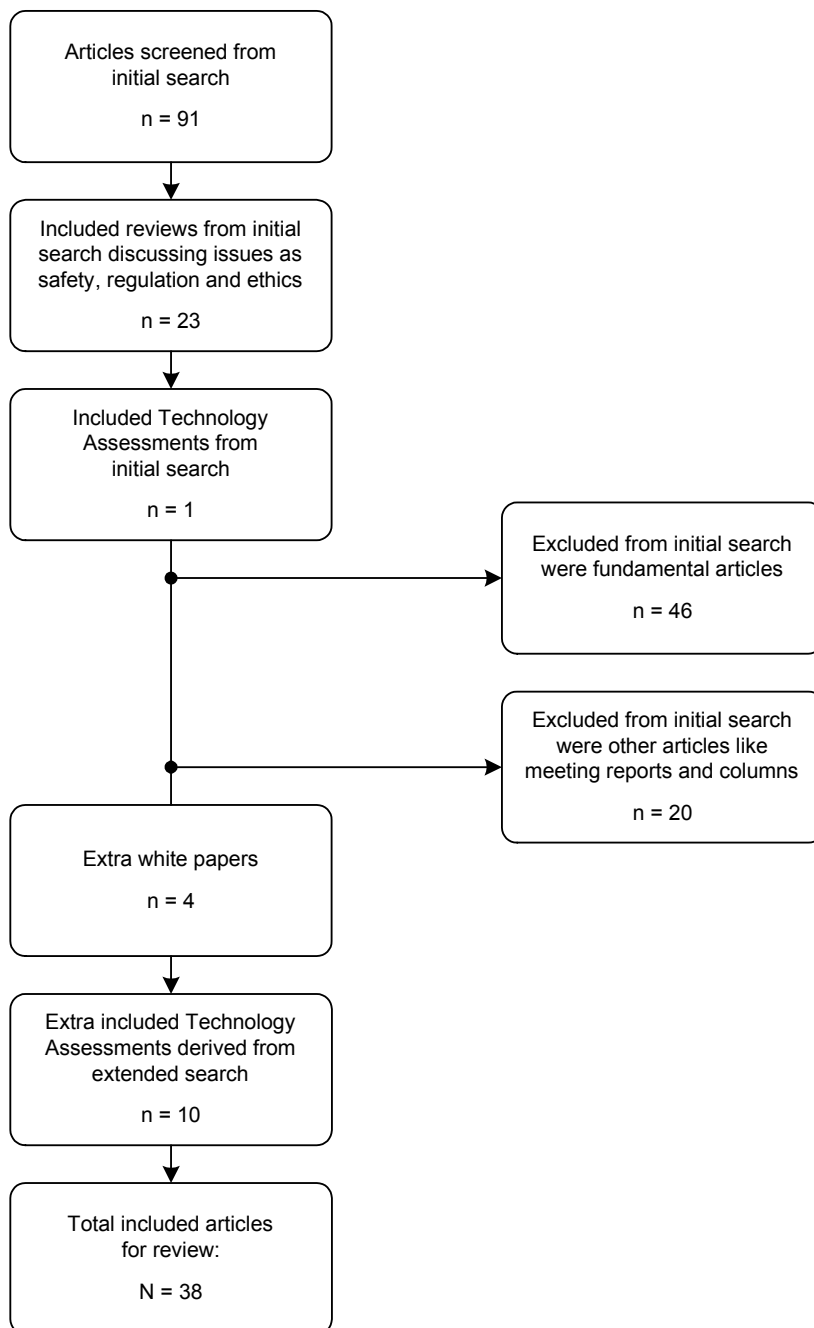 Articles screened from
initial search
n = 91
Included reviews from initial
search discussing issues as
safety, regulation and ethics
n = 23
Included Technology
Assessments from
initial search
n = 1
Excluded from initial search
were fundamental articles
n = 46
Excluded from initial search
were other articles like
meeting reports and columns
n = 20
Extra white papers
n = 4
Extra included Technology
Assessments derived from
extended search
n = 10
Total included articles
for review:
N = 38